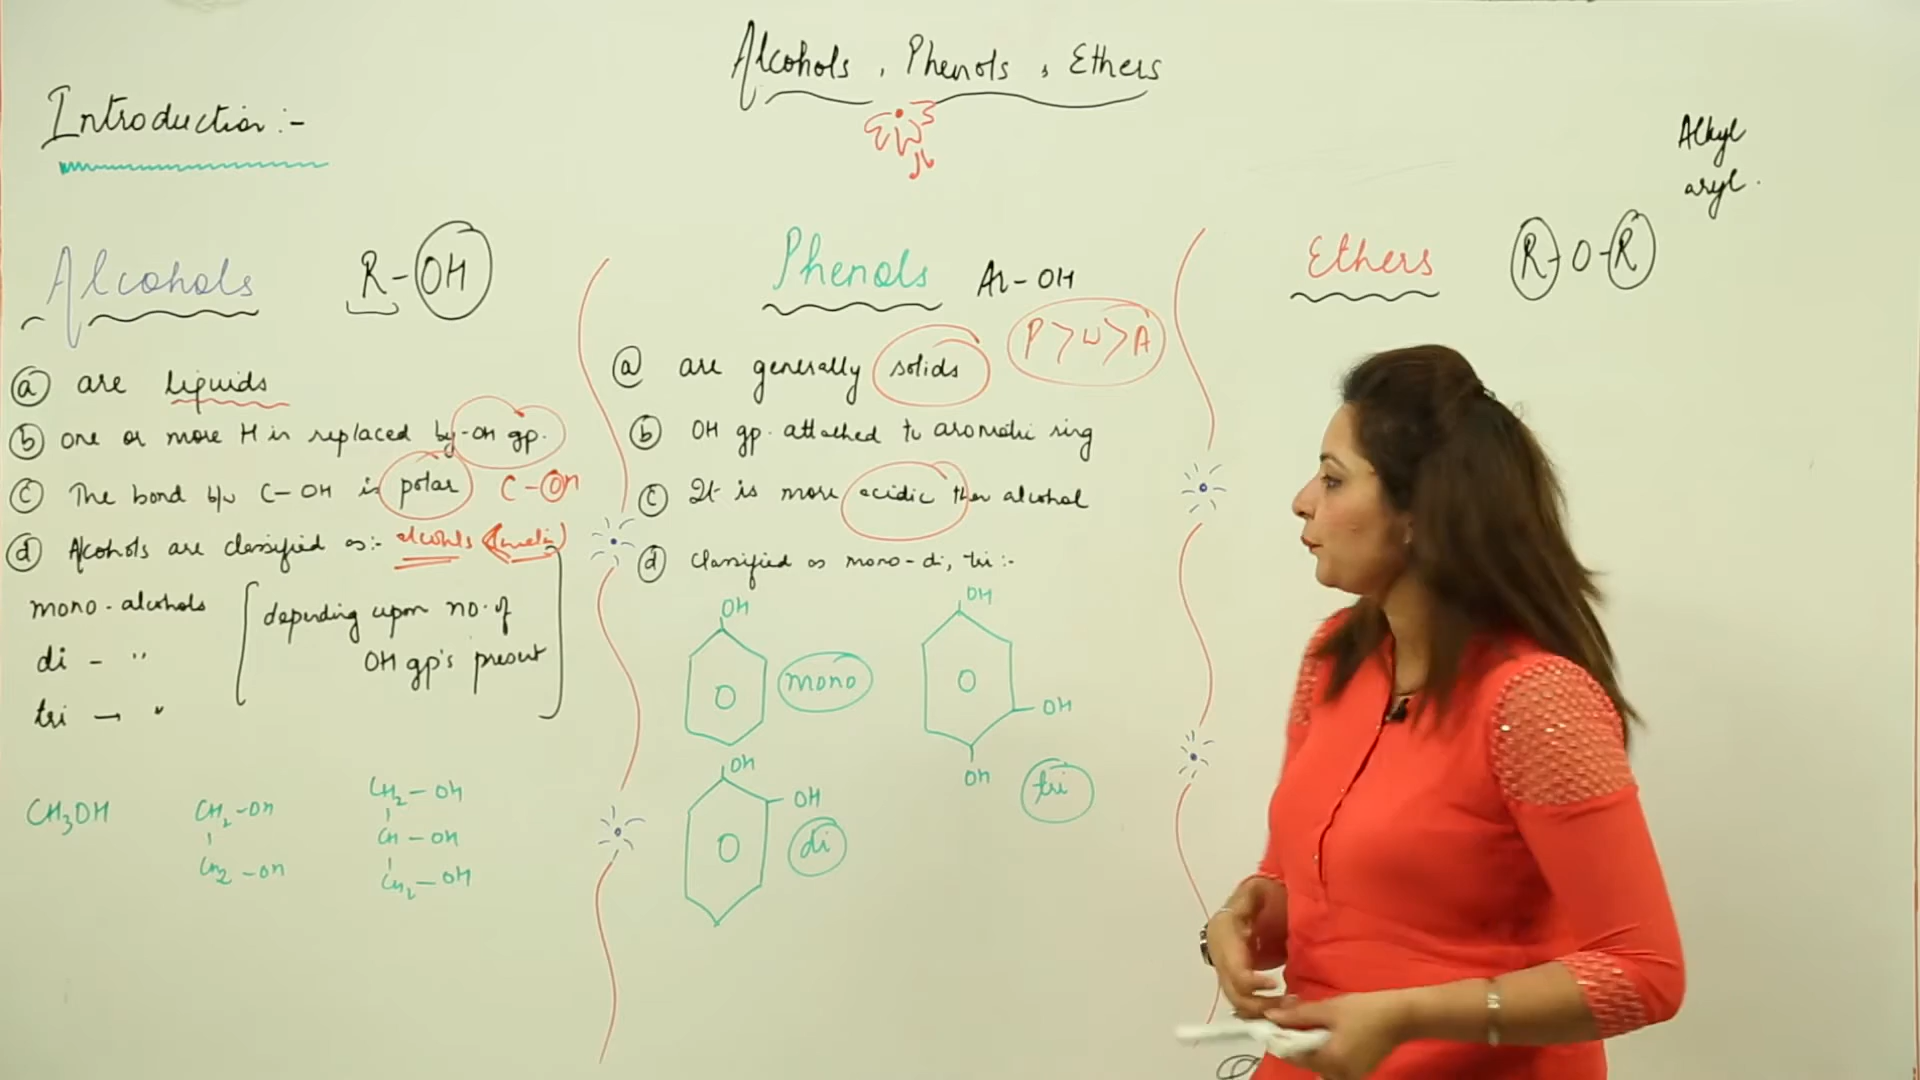 Alcohols, Phenols, Ethers
Introduction:-
Alkyl
aryl.
Alcohols R-OH
(a) are liquids
(b) one or more H is replaced by -OH gp.
(c) The bond b/w C-OH is polar C-OH
(d) Alcohols are classified as:- alcohols
mono-alcohols
di - "
tri → "
depending upon no. of
OH gp's present
CH3OH
CH2-OH
CH2-OH
CH2-OH
CH-OH
CH2-OH
Phenols Ar-OH
P > W > A
(a) are generally solids
(b) OH gp. attached to aromatic ring
(c) It is more acidic than alcohol
(d) Classified as mono-di, tri:-
OH
mono
OH
OH
OH
tri
OH
OH
di
Ethers R-O-R